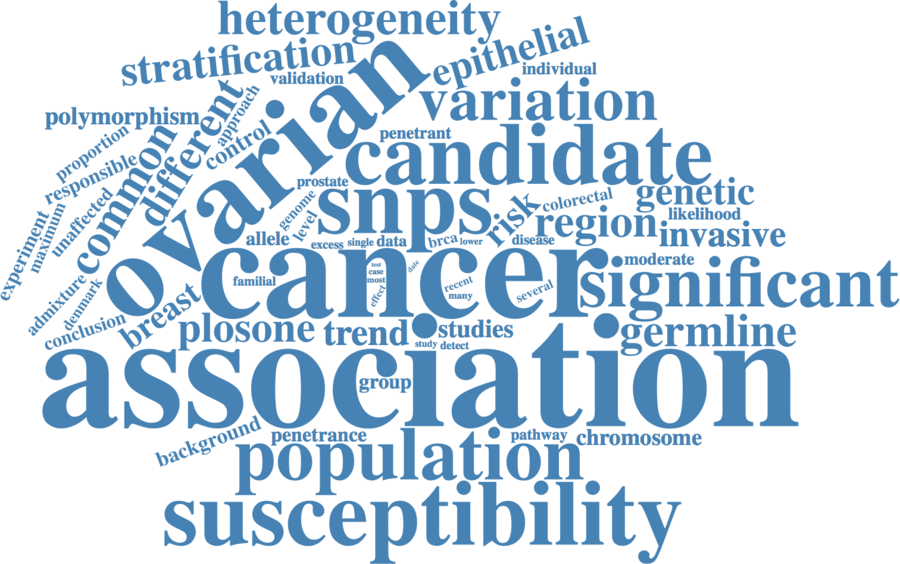 heterogeneity
stratification
epithelial
validation
individual
ovarian
variation
polymorphism
different
approach
control
penetrant
candidate
proportion
common
responsible
prostate
snps
genetic
colorectal
genome
level
risk
region
likelihood
unaffected
maximum
experiment
allele
excess
single
data
brca
lower
disease
invasive
cancer
familial
test
case
most
effect
date
recent
many
several
moderate
significant
admixture
denmark
conclusion
breast
plosone
trend
studies
study
detect
germline
association
group
background
penetrance
pathway
chromosome
population
susceptibility